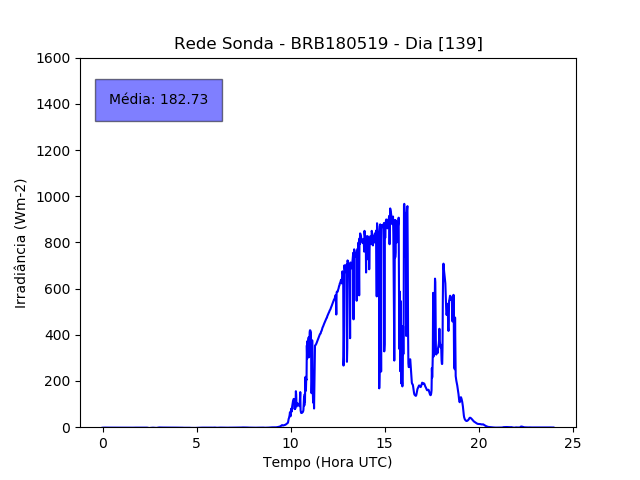 Rede Sonda - BRB180519 - Dia [139]
1600
Média: 182.73
1400
1200
1000
800
600
400
200
0
Irradiância (Wm-2)
0 5 10 15 20 25
Tempo (Hora UTC)